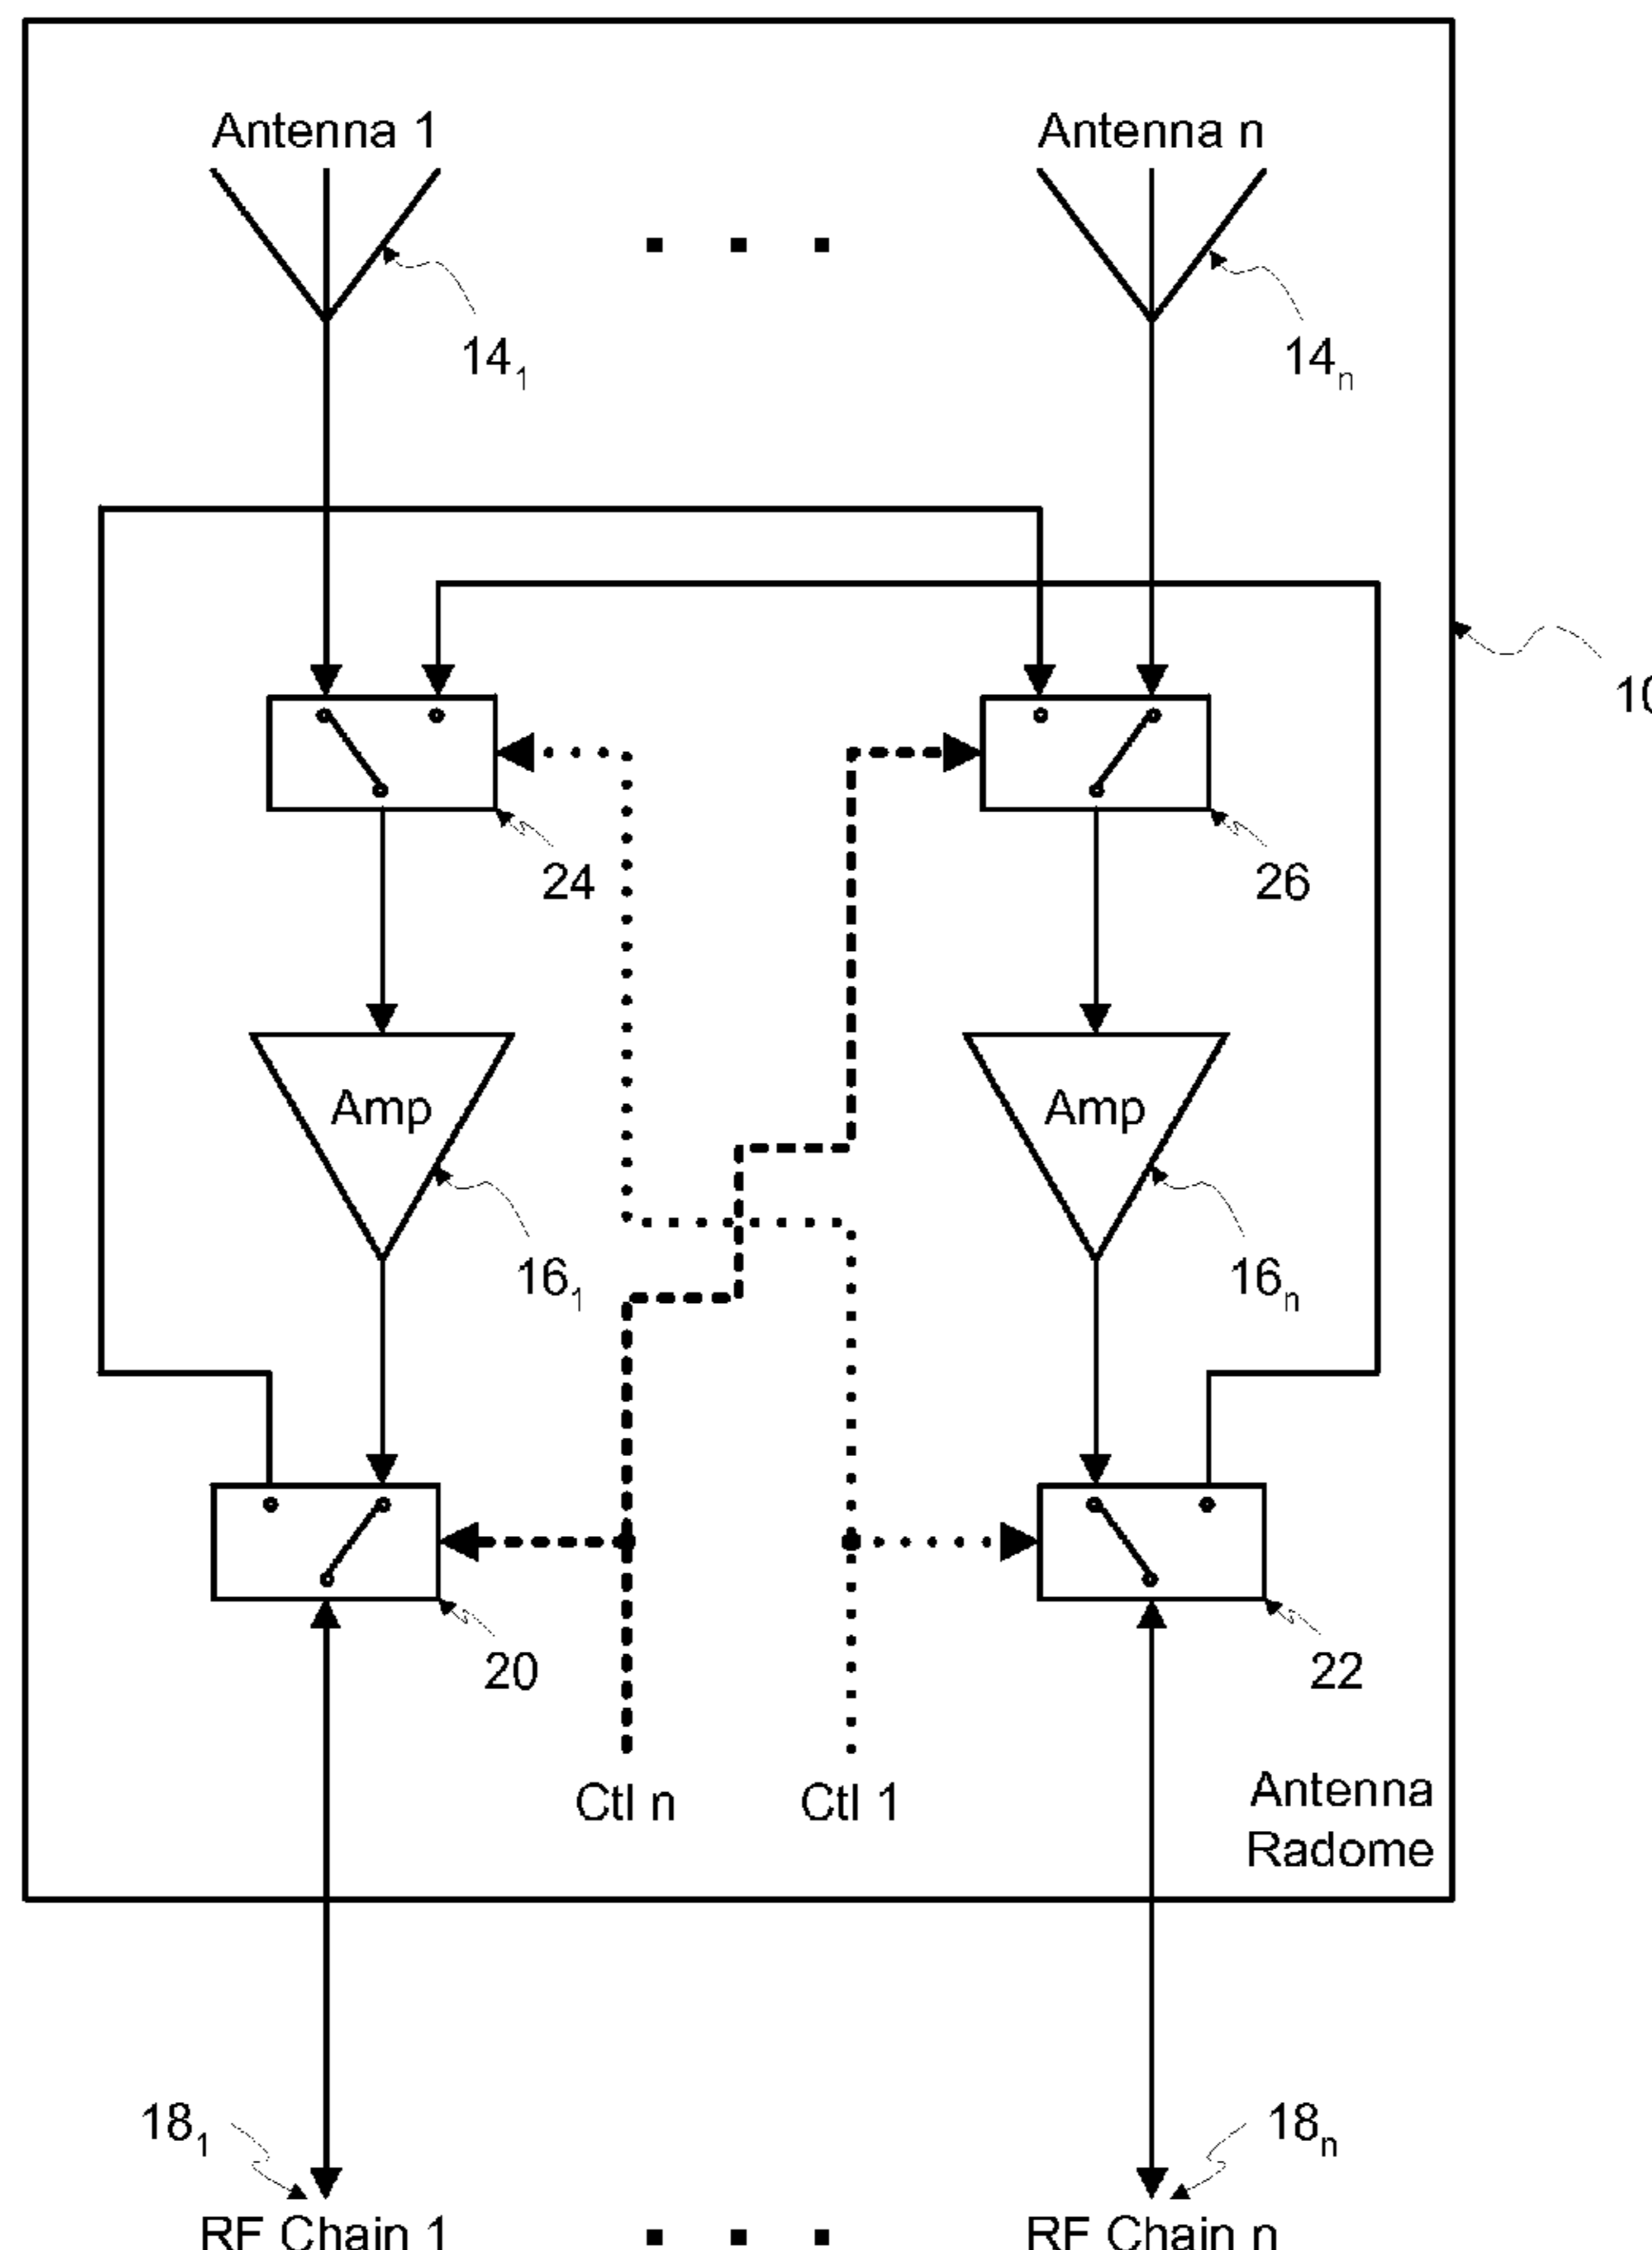 Antenna 1
Antenna n
14₁
14ₙ
24
26
Amp
Amp
16₁
16ₙ
20
22
Ctl n
Ctl 1
Antenna
Radome
18₁
18ₙ
RF Chain 1
RF Chain n